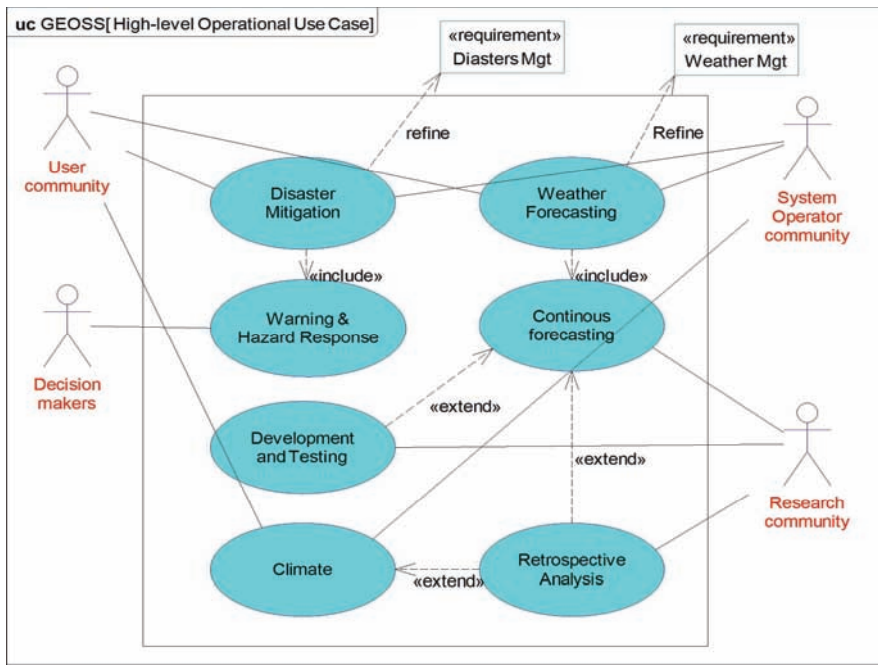 uc GEOSS[ High-level Operational Use Case]
«requirement»
Diasters Mgt
«requirement»
Weather Mgt
refine
Refine
User
community
Disaster
Mitigation
Weather
Forecasting
System
Operator
community
«include»
«include»
Warning &
Hazard Response
Continous
forecasting
Decision
makers
«extend»
Development
and Testing
«extend»
Research
community
Climate
«extend»
Retrospective
Analysis